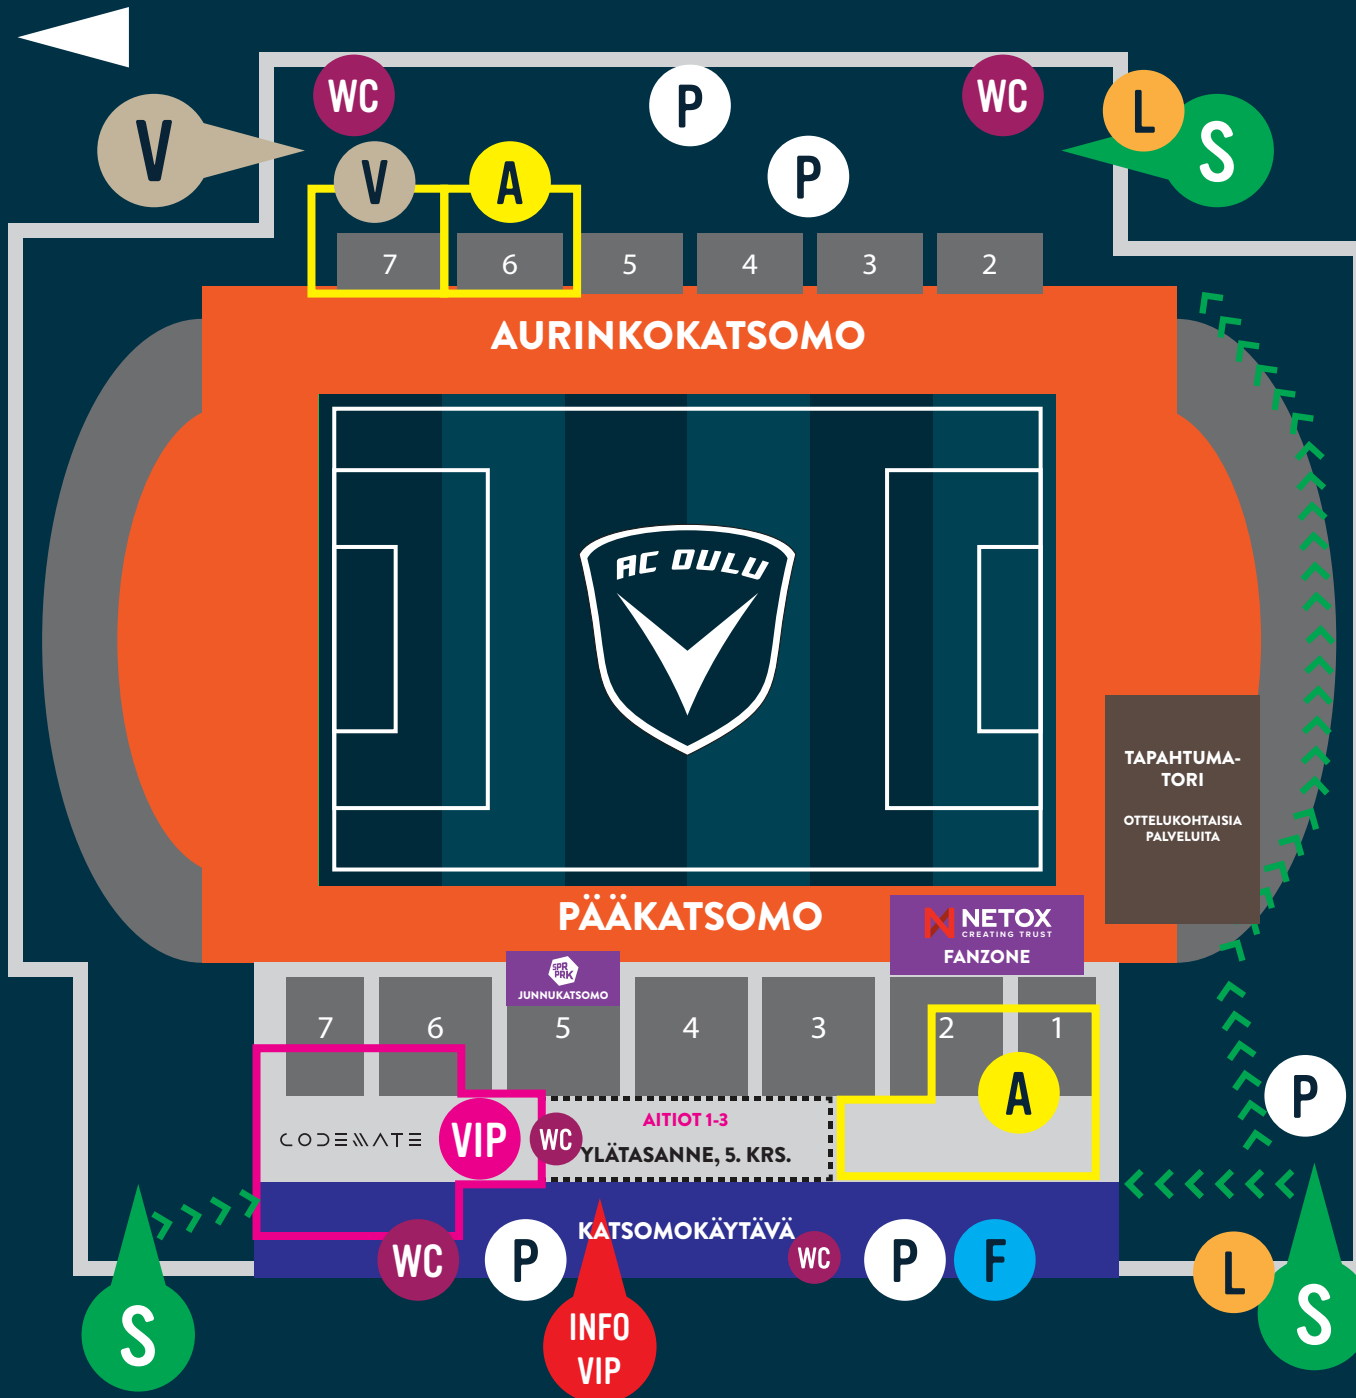 WC
P
WC
L
V
S
P
V
A
7
6
5
4
3
2
AURINKOKATSOMO
AC OULU
TAPAHTUMA-
TORI
OTTELUKOHTAISIA
PALVELUITA
PÄÄKATSOMO
NETOX
CREATING TRUST
FANZONE
SPR
PRK
JUNNUKATSOMO
7
6
5
4
3
2
1
A
P
AITIOT 1-3
CODEMATE
VIP
WC
YLÄTASANNE, 5. KRS.
KATSOMOKÄYTÄVÄ
WC
P
WC
P
F
L
S
S
INFO
VIP